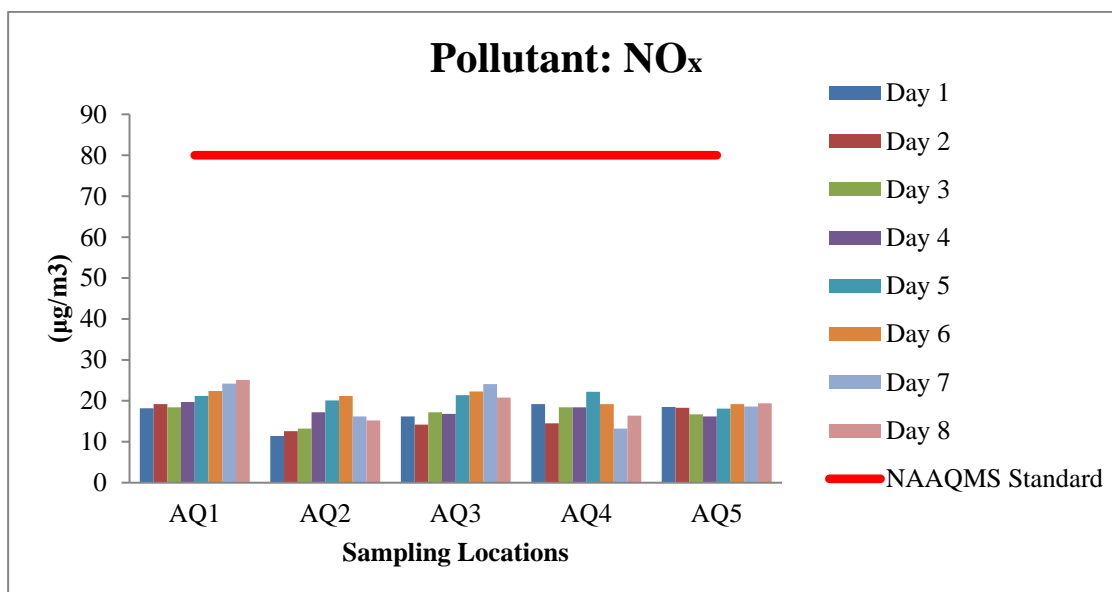 Pollutant: NOx
90
80
70
60
50
40
30
20
10
0
(µg/m3)
AQ1 AQ2 AQ3 AQ4 AQ5
Sampling Locations
Day 1
Day 2
Day 3
Day 4
Day 5
Day 6
Day 7
Day 8
NAAQMS Standard